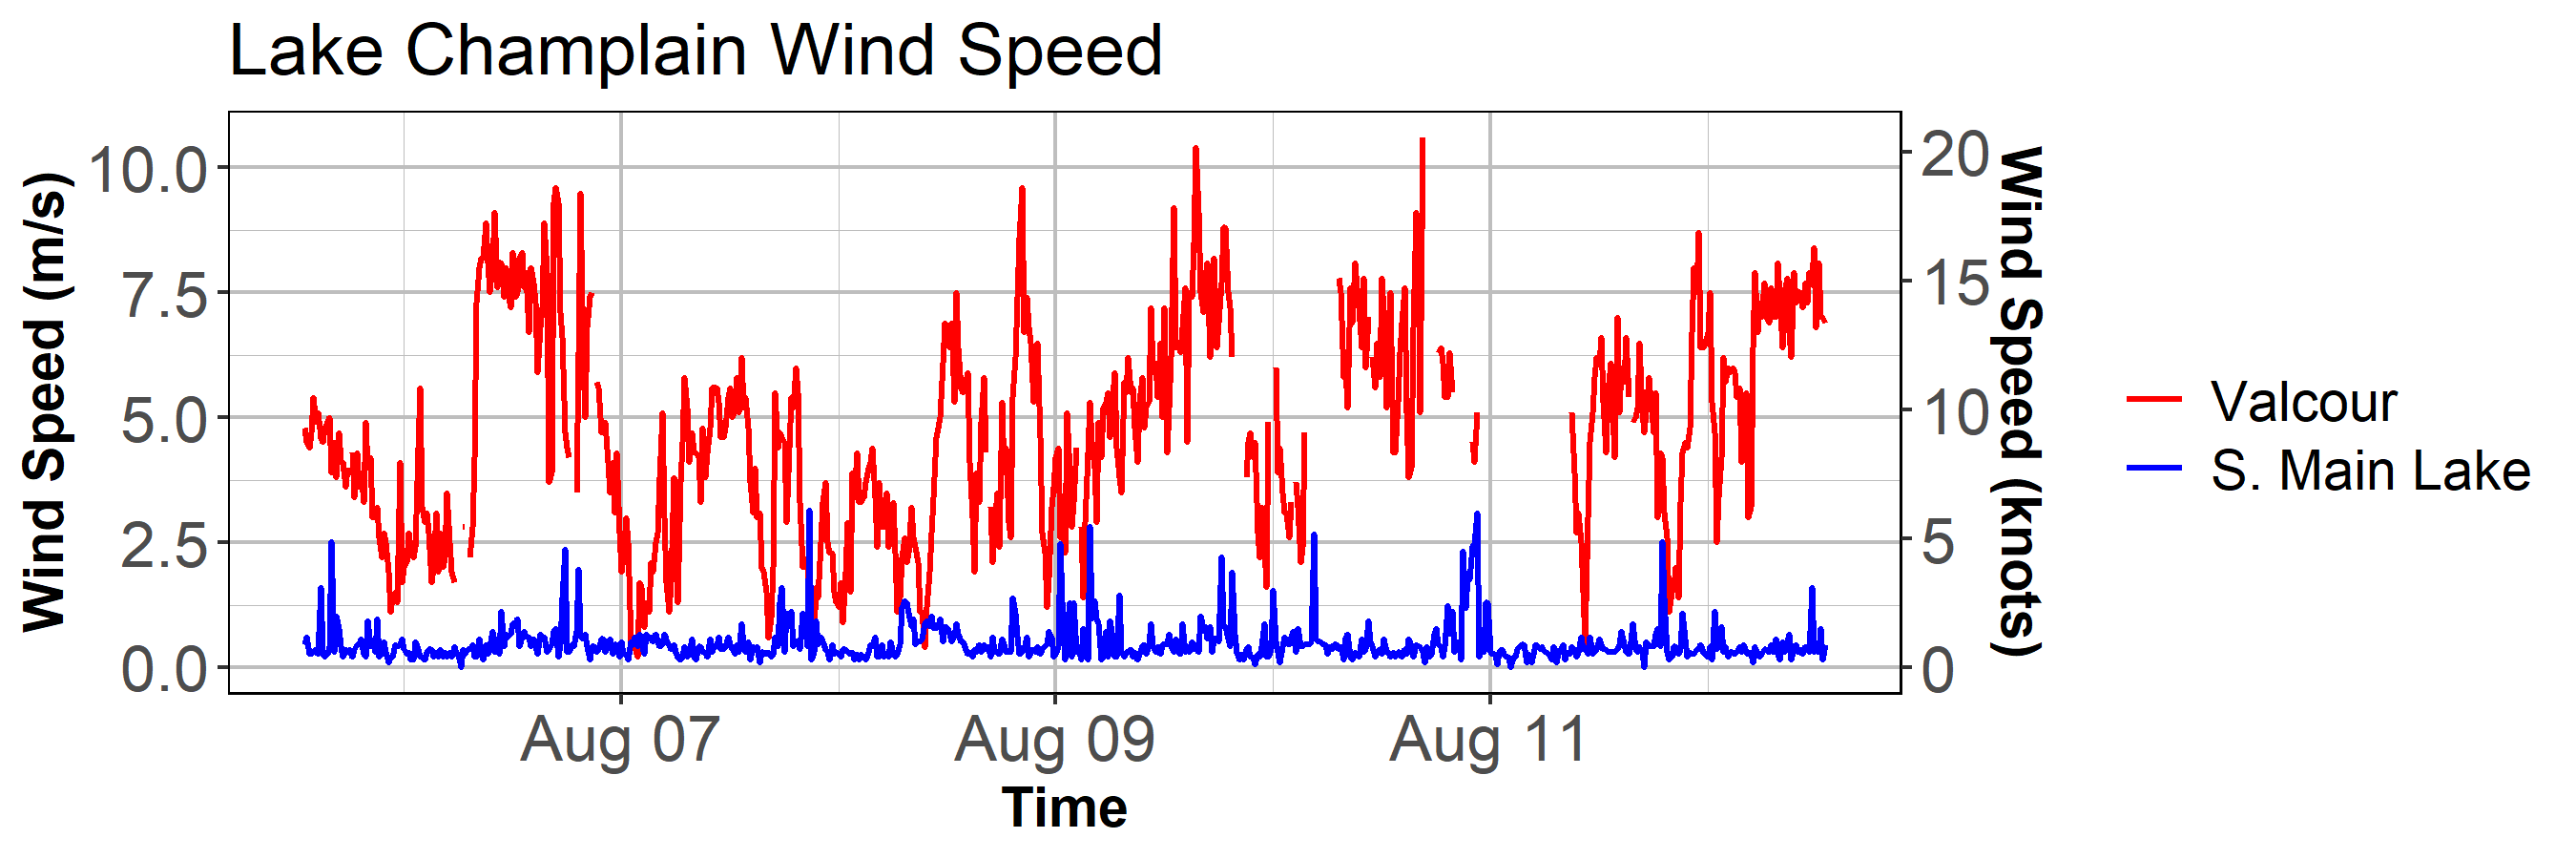 Lake Champlain Wind Speed
Wind Speed (m/s)
10.0
7.5
5.0
2.5
0.0
20
15
10
5
0
Wind Speed (knots)
Aug 07
Aug 09
Aug 11
Time
Valcour
S. Main Lake